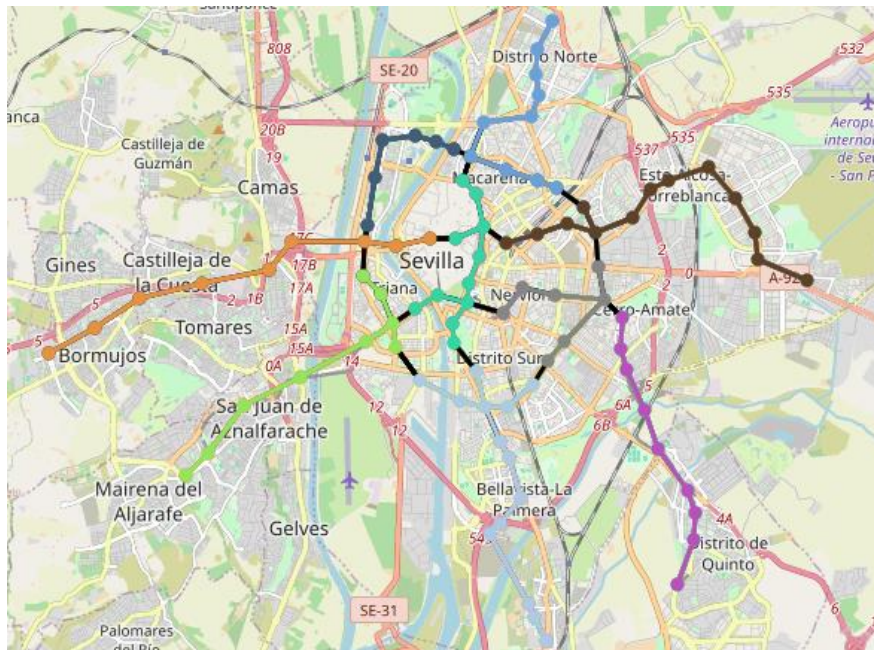 Santiponce
808
SE-20
Distrito Norte
532
535
20B
anca
Castilleja de
Guzmán
19
537
535
Aeropu
internac
de Sev
- San P
Camas
Macarena
Este-Alcosa-
Torreblanca
17C
2
Gines
Castilleja de
la Cuesta
17B
Sevilla
2
5
2
1B
17A
Triana
Nervión
2
0
A-92
5
Bormujos
Tomares
15A
15A
Cerro-Amate
0A
14
Distrito Sur
5
San Juan de
Aznalfarache
12
12
6A
6B
Mairena del
Aljarafe
Bellavista-La
Palmera
Gelves
54
4A
Distrito de
Quinto
SE-31
6
Palomares
del Río